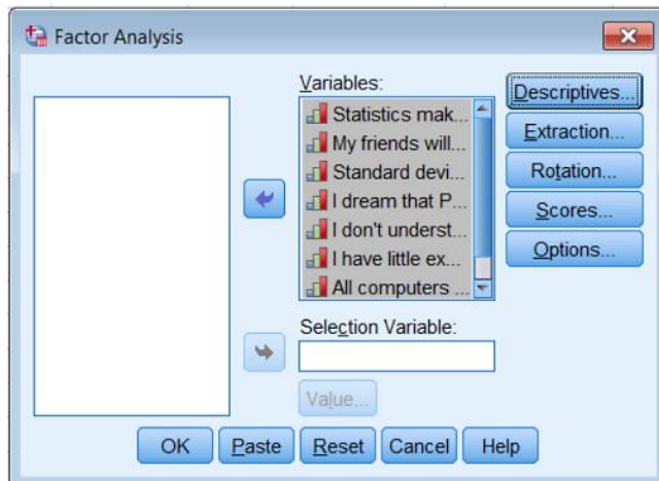 Factor Analysis
Variables:
Statistics mak...
My friends will...
Standard devi...
I dream that P...
I don't underst...
I have little ex...
All computers ...
Descriptives...
Extraction...
Rotation...
Scores...
Options...
Selection Variable:
Value...
OK Paste Reset Cancel Help